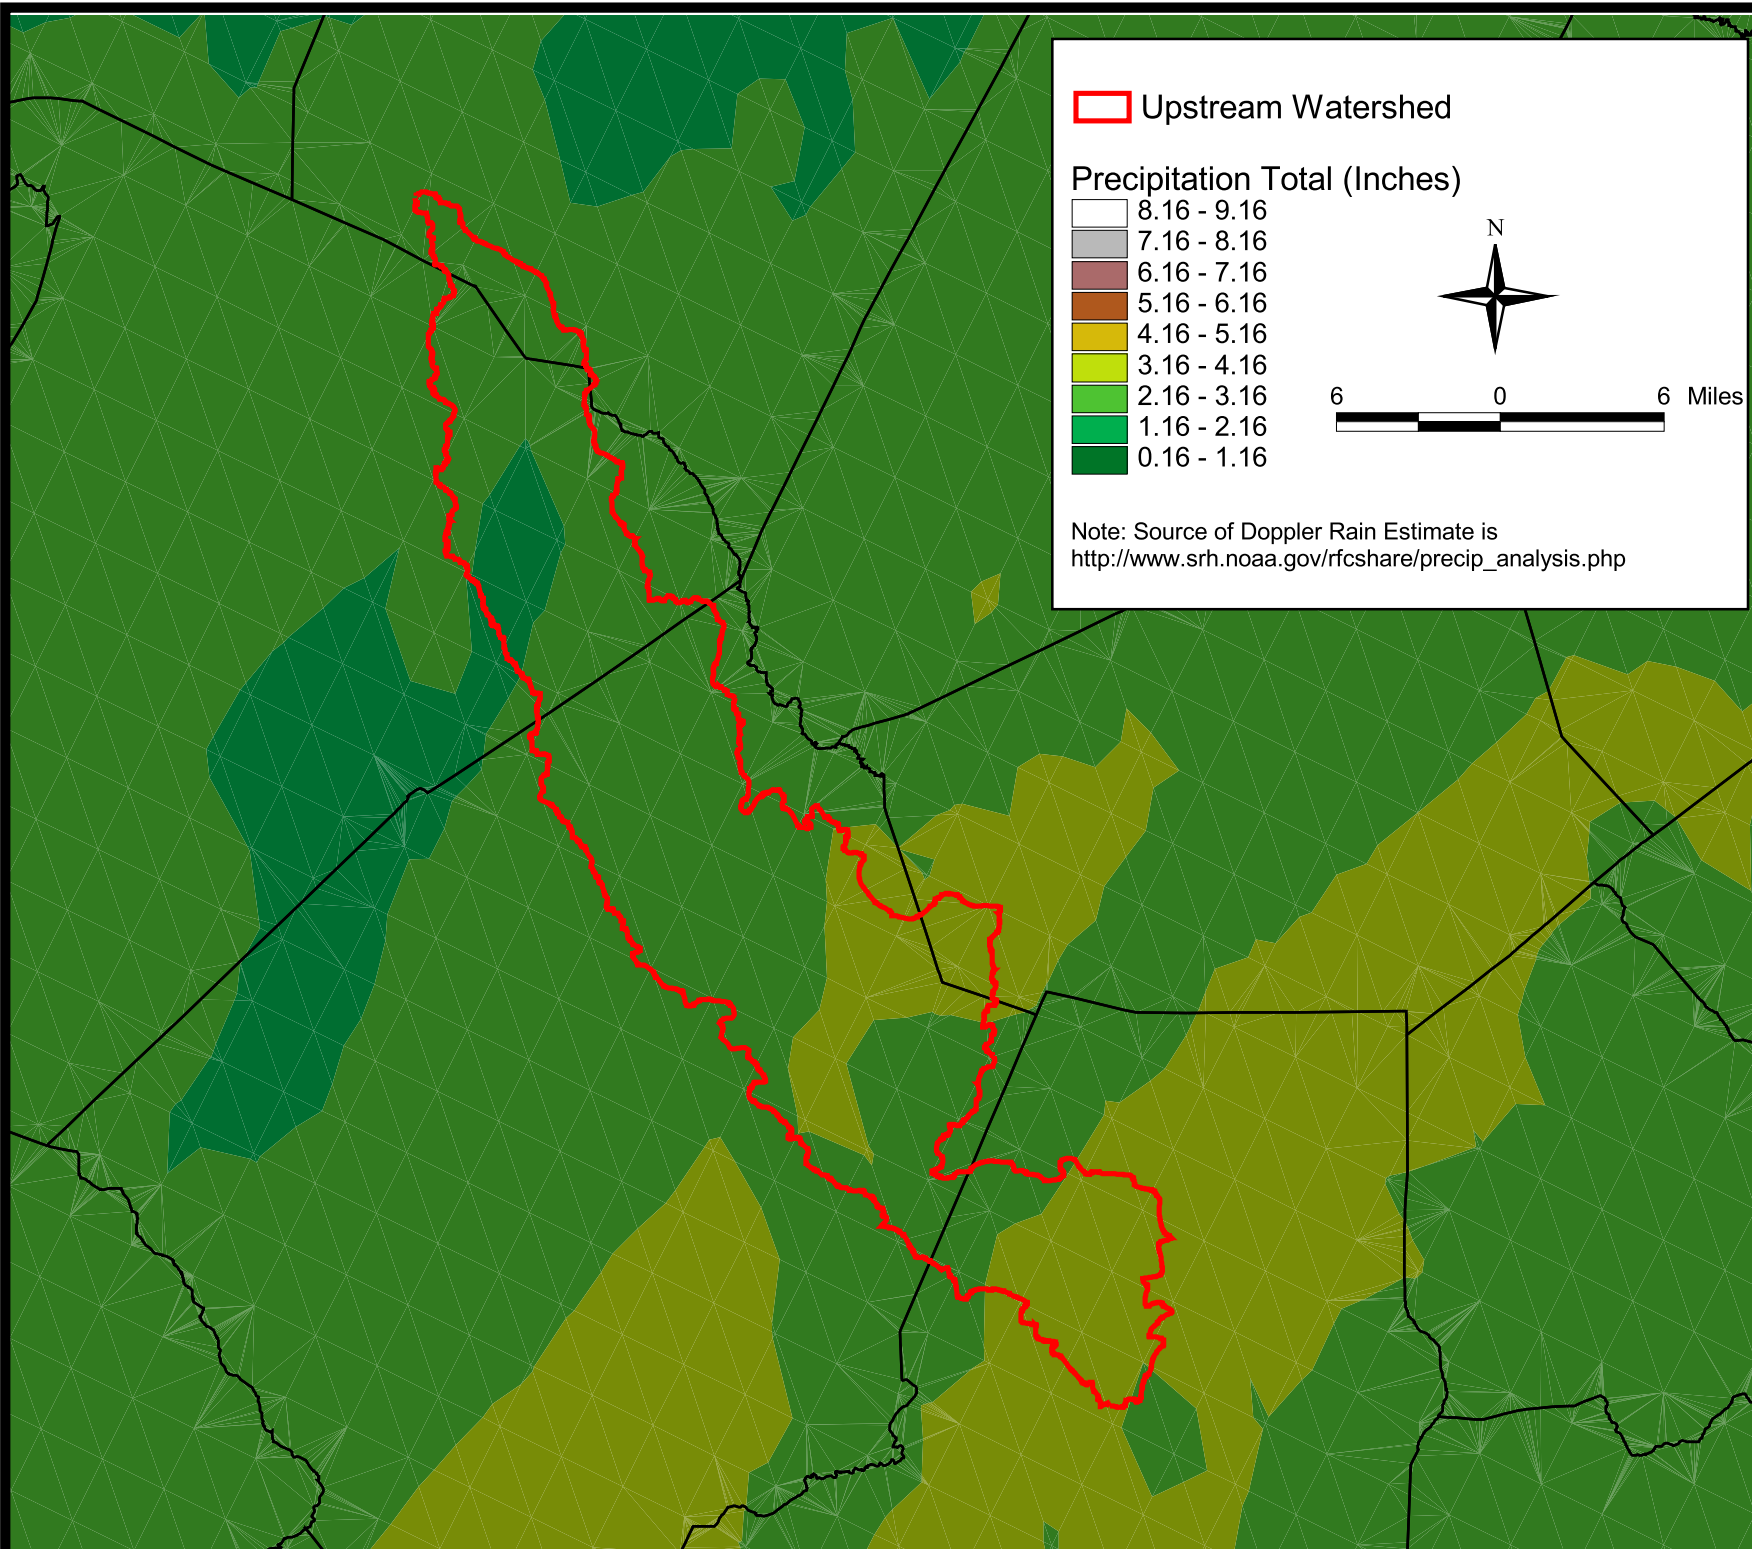 Upstream Watershed
Precipitation Total (Inches)
8.16 - 9.16
7.16 - 8.16
6.16 - 7.16
5.16 - 6.16
4.16 - 5.16
3.16 - 4.16
2.16 - 3.16
1.16 - 2.16
0.16 - 1.16
N
6 0 6 Miles
Note: Source of Doppler Rain Estimate is
http://www.srh.noaa.gov/rfcshare/precip_analysis.php